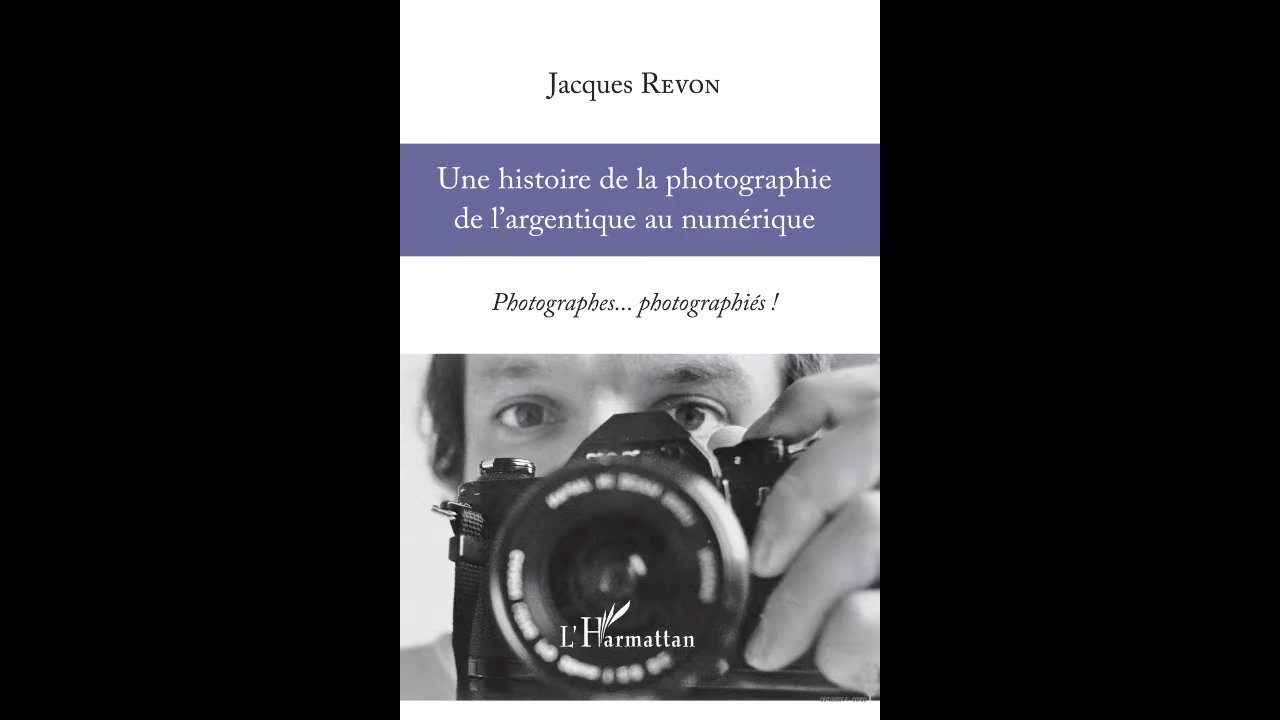 Jacques REVON
Une histoire de la photographie
de l'argentique au numérique
Photographes... photographiés !
L'Harmattan